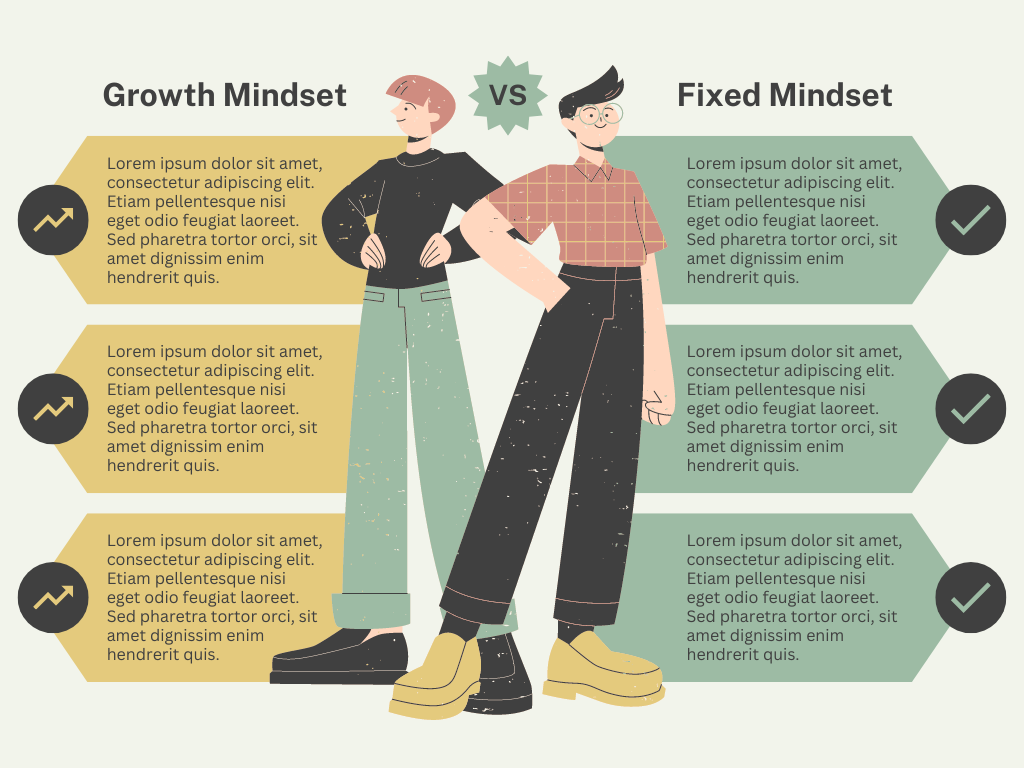 Growth Mindset
VS
Fixed Mindset
Lorem ipsum dolor sit amet,
consectetur adipiscing elit.
Etiam pellentesque nisi
eget odio feugiat laoreet.
Sed pharetra tortor orci, sit
amet dignissim enim
hendrerit quis.
Lorem ipsum dolor sit amet,
consectetur adipiscing elit.
Etiam pellentesque nisi
eget odio feugiat laoreet.
Sed pharetra tortor orci, sit
amet dignissim enim
hendrerit quis.
Lorem ipsum dolor sit amet,
consectetur adipiscing elit.
Etiam pellentesque nisi
eget odio feugiat laoreet.
Sed pharetra tortor orci, sit
amet dignissim enim
hendrerit quis.
Lorem ipsum dolor sit amet,
consectetur adipiscing elit.
Etiam pellentesque nisi
eget odio feugiat laoreet.
Sed pharetra tortor orci, sit
amet dignissim enim
hendrerit quis.
Lorem ipsum dolor sit amet,
consectetur adipiscing elit.
Etiam pellentesque nisi
eget odio feugiat laoreet.
Sed pharetra tortor orci, sit
amet dignissim enim
hendrerit quis.
Lorem ipsum dolor sit amet,
consectetur adipiscing elit.
Etiam pellentesque nisi
eget odio feugiat laoreet.
Sed pharetra tortor orci, sit
amet dignissim enim
hendrerit quis.